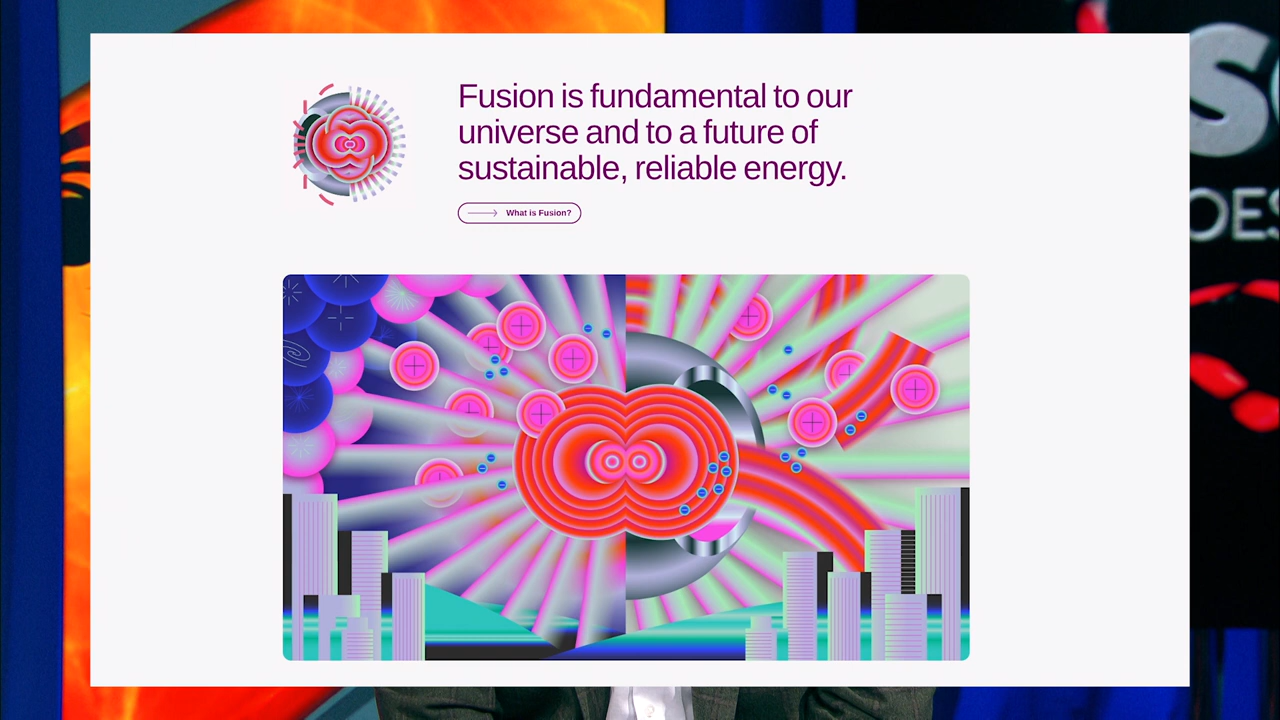 Fusion is fundamental to our
universe and to a future of
sustainable, reliable energy.
What is Fusion?